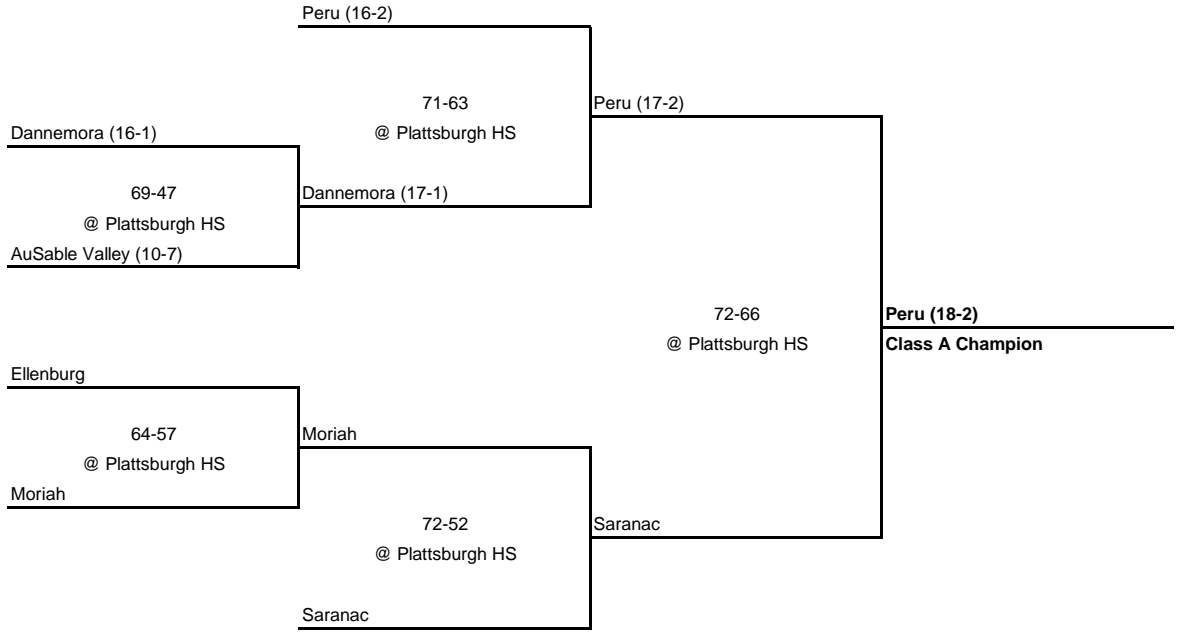 Peru (16-2)
71-63
Peru (17-2)
@ Plattsburgh HS
Dannemora (16-1)
69-47
Dannemora (17-1)
@ Plattsburgh HS
AuSable Valley (10-7)
72-66
Peru (18-2)
@ Plattsburgh HS
Class A Champion
Ellenburg
64-57
Moriah
@ Plattsburgh HS
Moriah
72-52
Saranac
@ Plattsburgh HS
Saranac